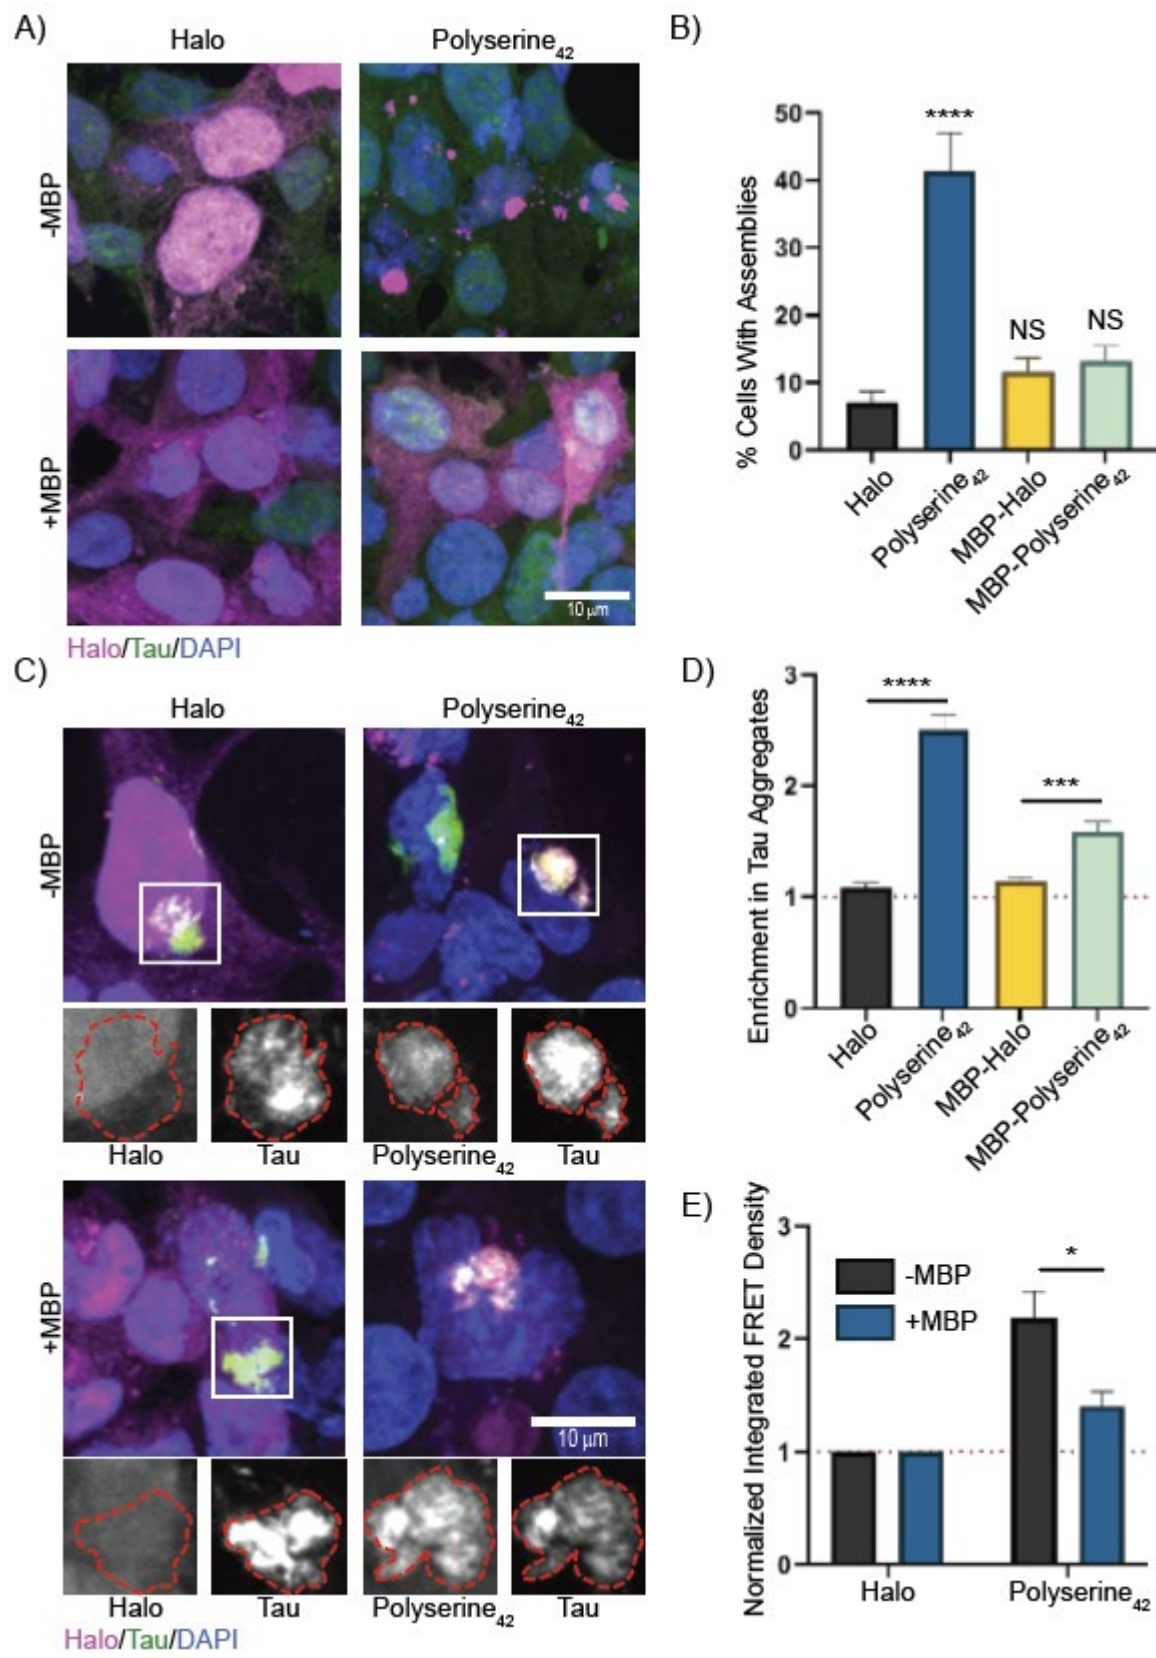 A)
Halo
Polyserine42
-MBP
+MBP
10 μm
Halo/Tau/DAPI
B)
% Cells With Assemblies
50
40
30
20
10
0
****
NS
NS
Halo
Polyserine42
MBP-Halo
MBP-Polyserine42
C)
Halo
Polyserine42
-MBP
Halo
Tau
Polyserine42
Tau
+MBP
10 μm
Halo
Tau
Polyserine42
Tau
Halo/Tau/DAPI
D)
Enrichment in Tau Aggregates
3
2
1
0
****
***
Halo
Polyserine42
MBP-Halo
MBP-Polyserine42
E)
Normalized Integrated FRET Density
3
2
1
0
-MBP
+MBP
*
Halo
Polyserine42